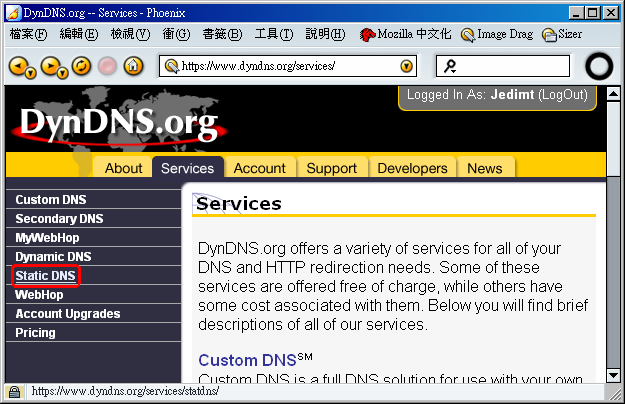 DynDNS.org -- Services - Phoenix
檔案(F) 編輯(E) 檢視(V) 衝(G) 書籤(B) 工具(T) 說明(H) Mozilla 中文化 Image Drag Sizer
https://www.dyndns.org/services/
Logged In As: Jedimt (LogOut)
DynDNS.org
About Services Account Support Developers News
Custom DNS
Secondary DNS
MyWebHop
Dynamic DNS
Static DNS
WebHop
Account Upgrades
Pricing
Services
DynDNS.org offers a variety of services for all of your
DNS and HTTP redirection needs. Some of these
services are offered free of charge, while others have
some cost associated with them. Below you will find brief
descriptions of all of our services.
Custom DNS℠
Custom DNS is a full DNS solution for use with your own
https://www.dyndns.org/services/statdns/